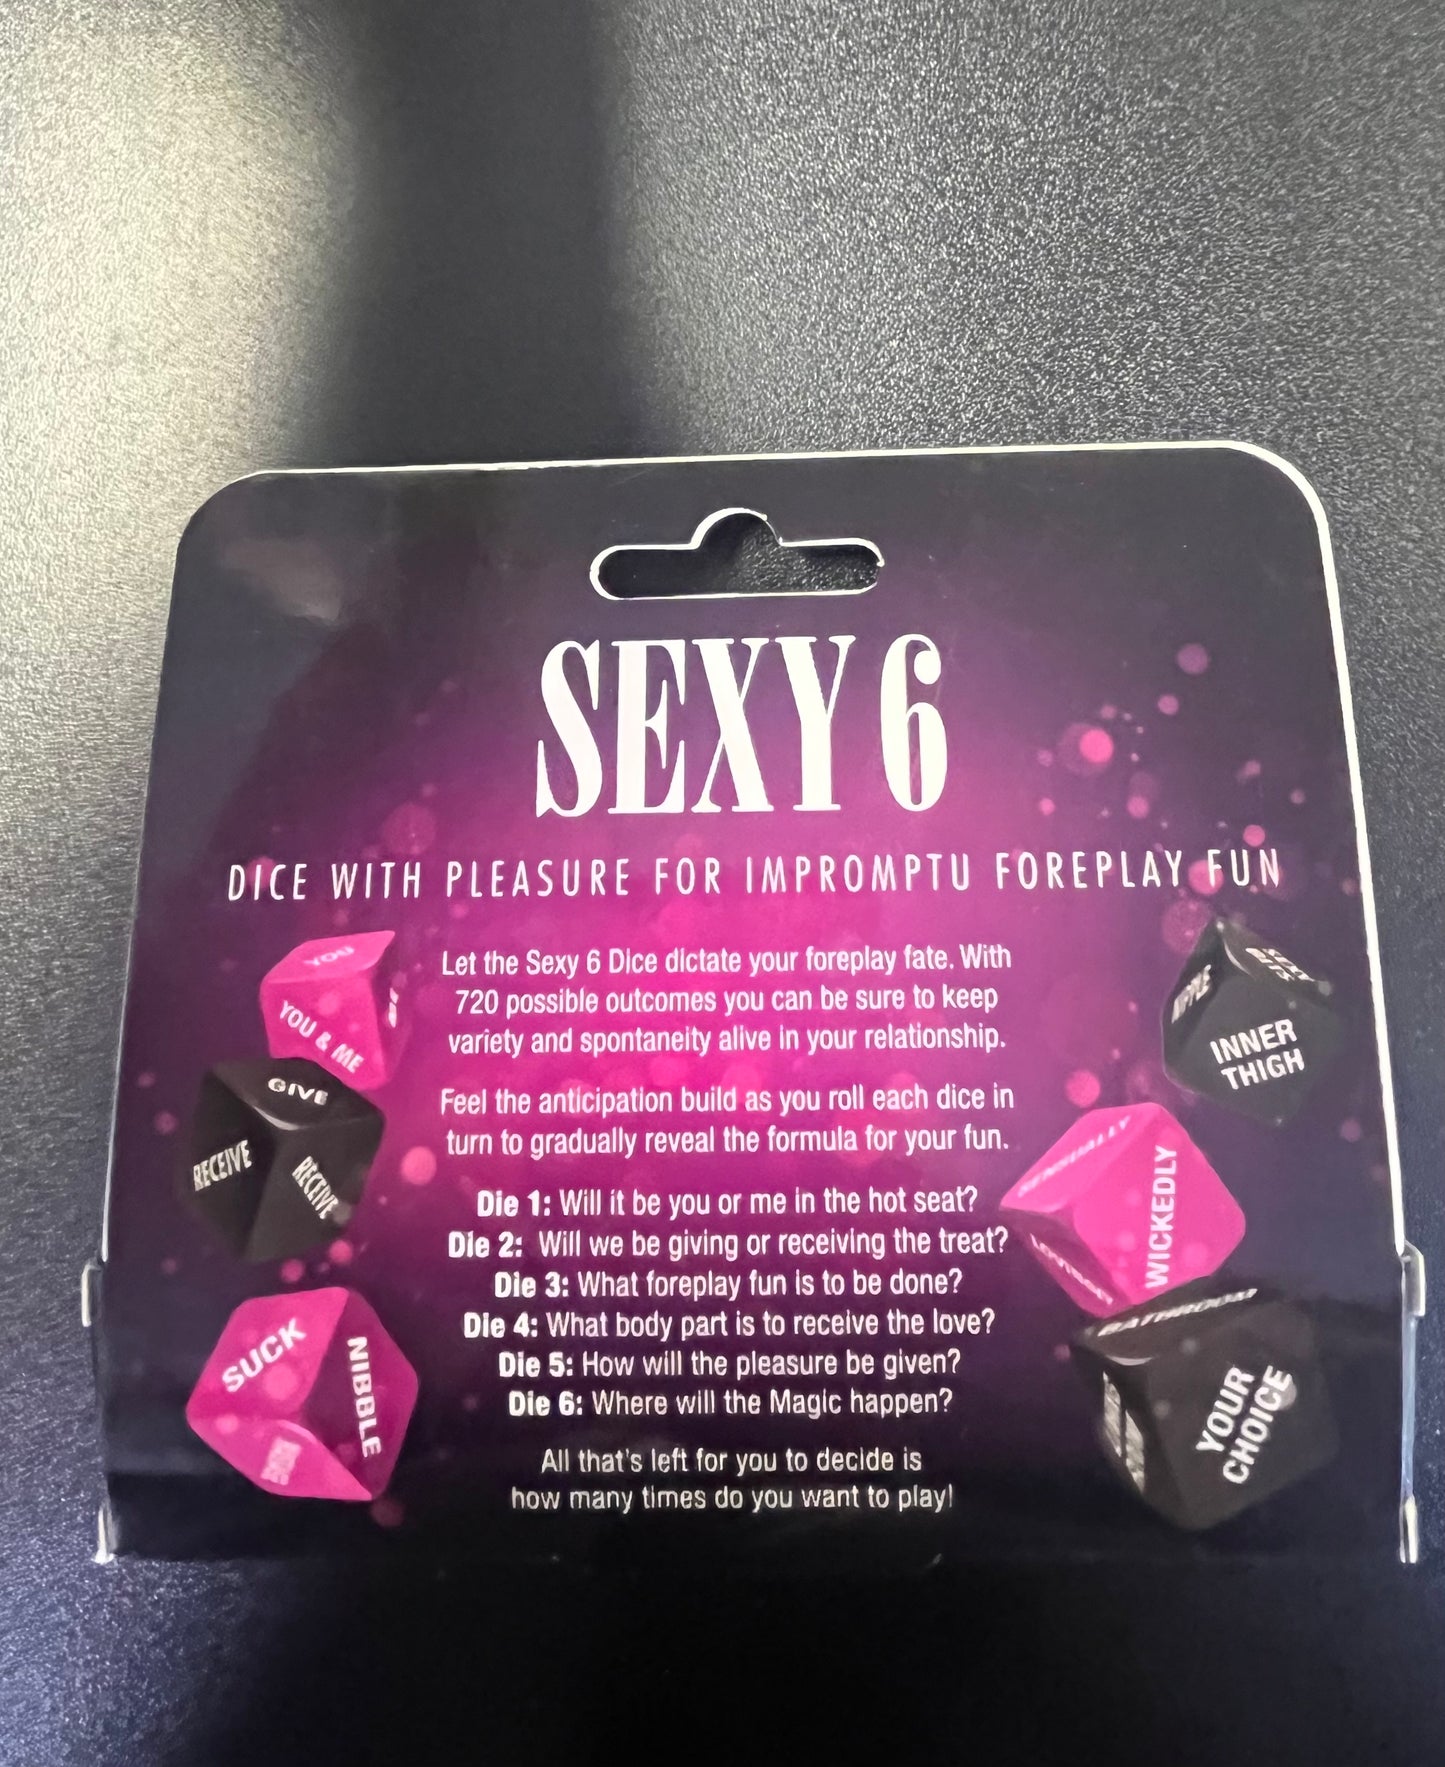 SEXY 6
DICE WITH PLEASURE FOR IMPROMPTU FOREPLAY FUN
Let the Sexy 6 Dice dictate your foreplay fate. With
720 possible outcomes you can be sure to keep
variety and spontaneity alive in your relationship.
Feel the anticipation build as you roll each dice in
turn to gradually reveal the formula for your fun.
Die 1: Will it be you or me in the hot seat?
Die 2: Will we be giving or receiving the treat?
Die 3: What foreplay fun is to be done?
Die 4: What body part is to receive the love?
Die 5: How will the pleasure be given?
Die 6: Where will the Magic happen?
All that's left for you to decide is
how many times do you want to play!
YOU
YOU & ME
GIVE
RECEIVE
RECEIVE
SUCK
NIBBLE
INNER
THIGH
SENSUALLY
WICKEDLY
BATHROOM
YOUR
CHOICE